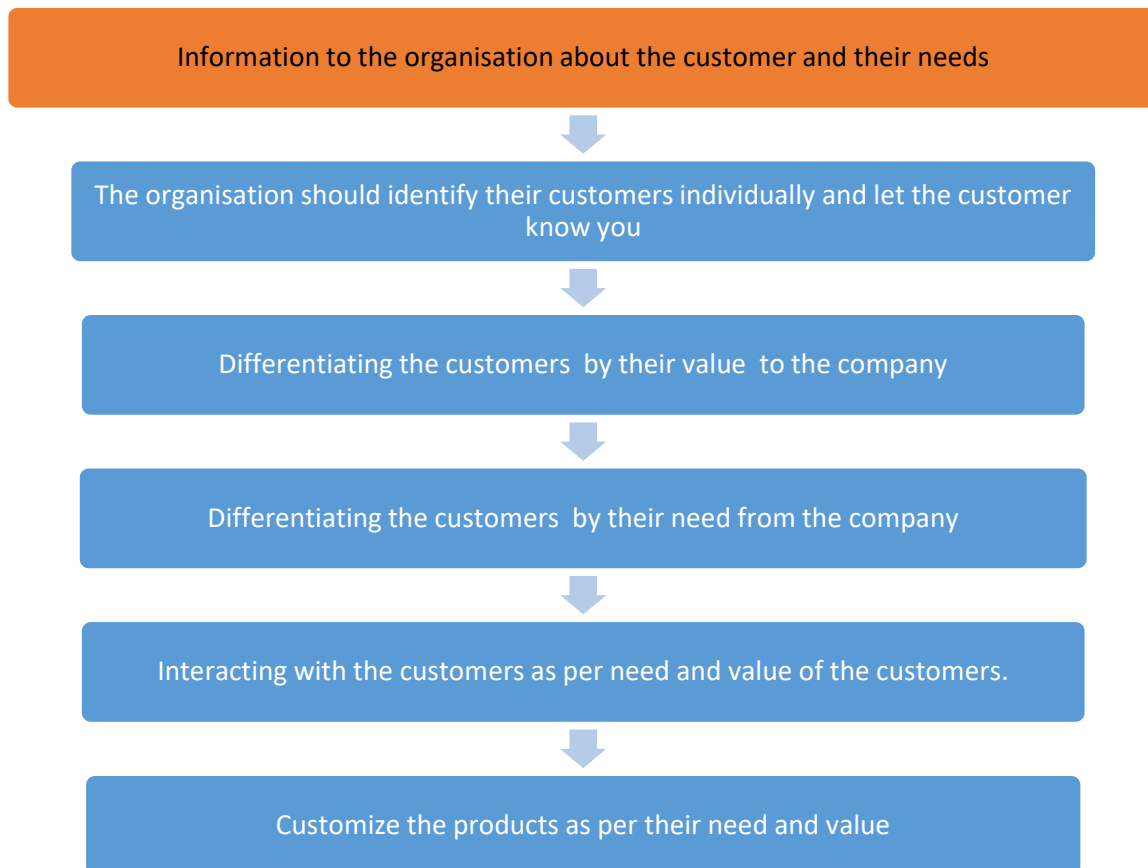 Information to the organisation about the customer and their needs
The organisation should identify their customers individually and let the customer
know you
Differentiating the customers  by their value  to the company
Differentiating the customers  by their need from the company
Interacting with the customers as per need and value of the customers.
Customize the products as per their need and value